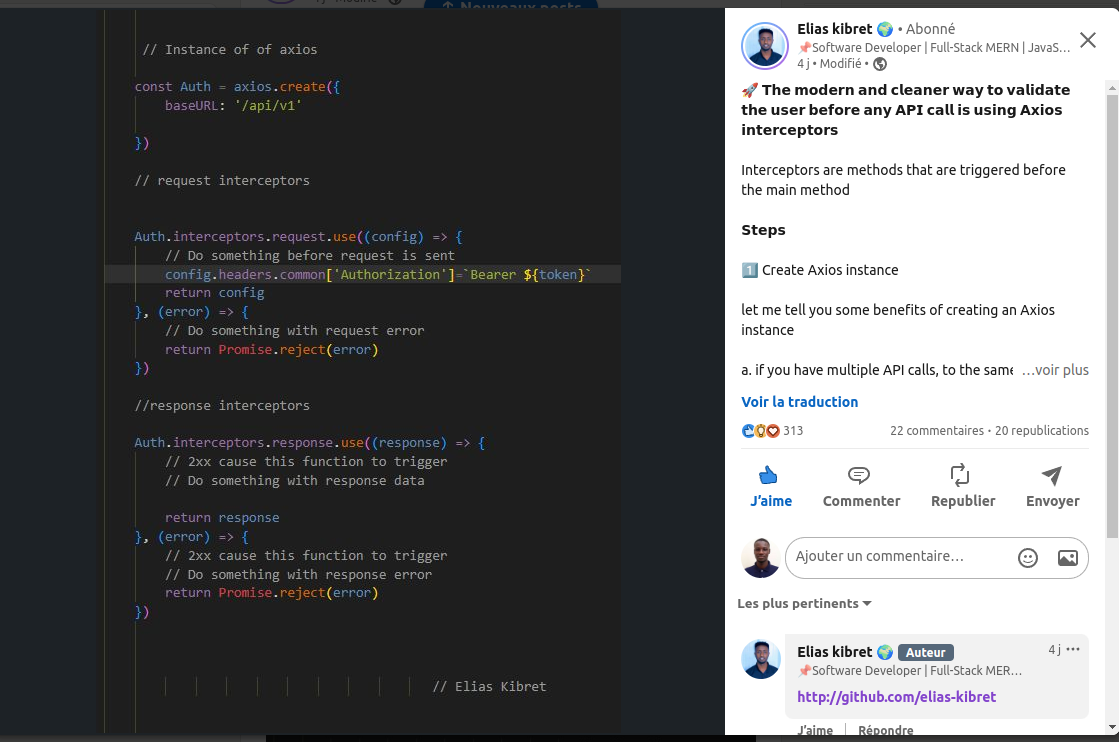 Nouveaux posts
// Instance of of axios
const Auth = axios.create({
baseURL: '/api/v1'
})
// request interceptors
Auth.interceptors.request.use((config) => {
// Do something before request is sent
config.headers.common['Authorization']=`Bearer ${token}`
return config
}, (error) => {
// Do something with request error
return Promise.reject(error)
})
//response interceptors
Auth.interceptors.response.use((response) => {
// 2xx cause this function to trigger
// Do something with response data
return response
}, (error) => {
// 2xx cause this function to trigger
// Do something with response error
return Promise.reject(error)
})
// Elias Kibret
Elias kibret 🌍 • Abonné
📌Software Developer | Full-Stack MERN | JavaS...
4 j • Modifié •
🚀 The modern and cleaner way to validate
the user before any API call is using Axios
interceptors
Interceptors are methods that are triggered before
the main method
Steps
1️⃣ Create Axios instance
let me tell you some benefits of creating an Axios
instance
a. if you have multiple API calls, to the same …voir plus
Voir la traduction
313
22 commentaires • 20 republications
J’aime
Commenter
Republier
Envoyer
Ajouter un commentaire…
Les plus pertinents
Elias kibret 🌍 Auteur
4 j •••
📌Software Developer | Full-Stack MER…
http://github.com/elias-kibret
J’aime | Répondre